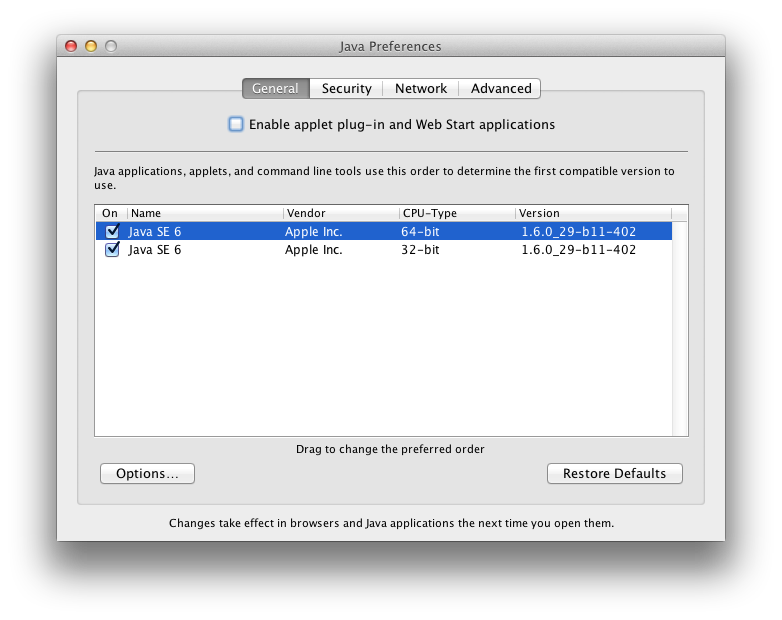 Java Preferences
General Security Network Advanced
Enable applet plug-in and Web Start applications
Java applications, applets, and command line tools use this order to determine the first compatible version to
use.
On Name Vendor CPU-Type Version
Java SE 6 Apple Inc. 64-bit 1.6.0_29-b11-402
Java SE 6 Apple Inc. 32-bit 1.6.0_29-b11-402
Drag to change the preferred order
Options... Restore Defaults
Changes take effect in browsers and Java applications the next time you open them.